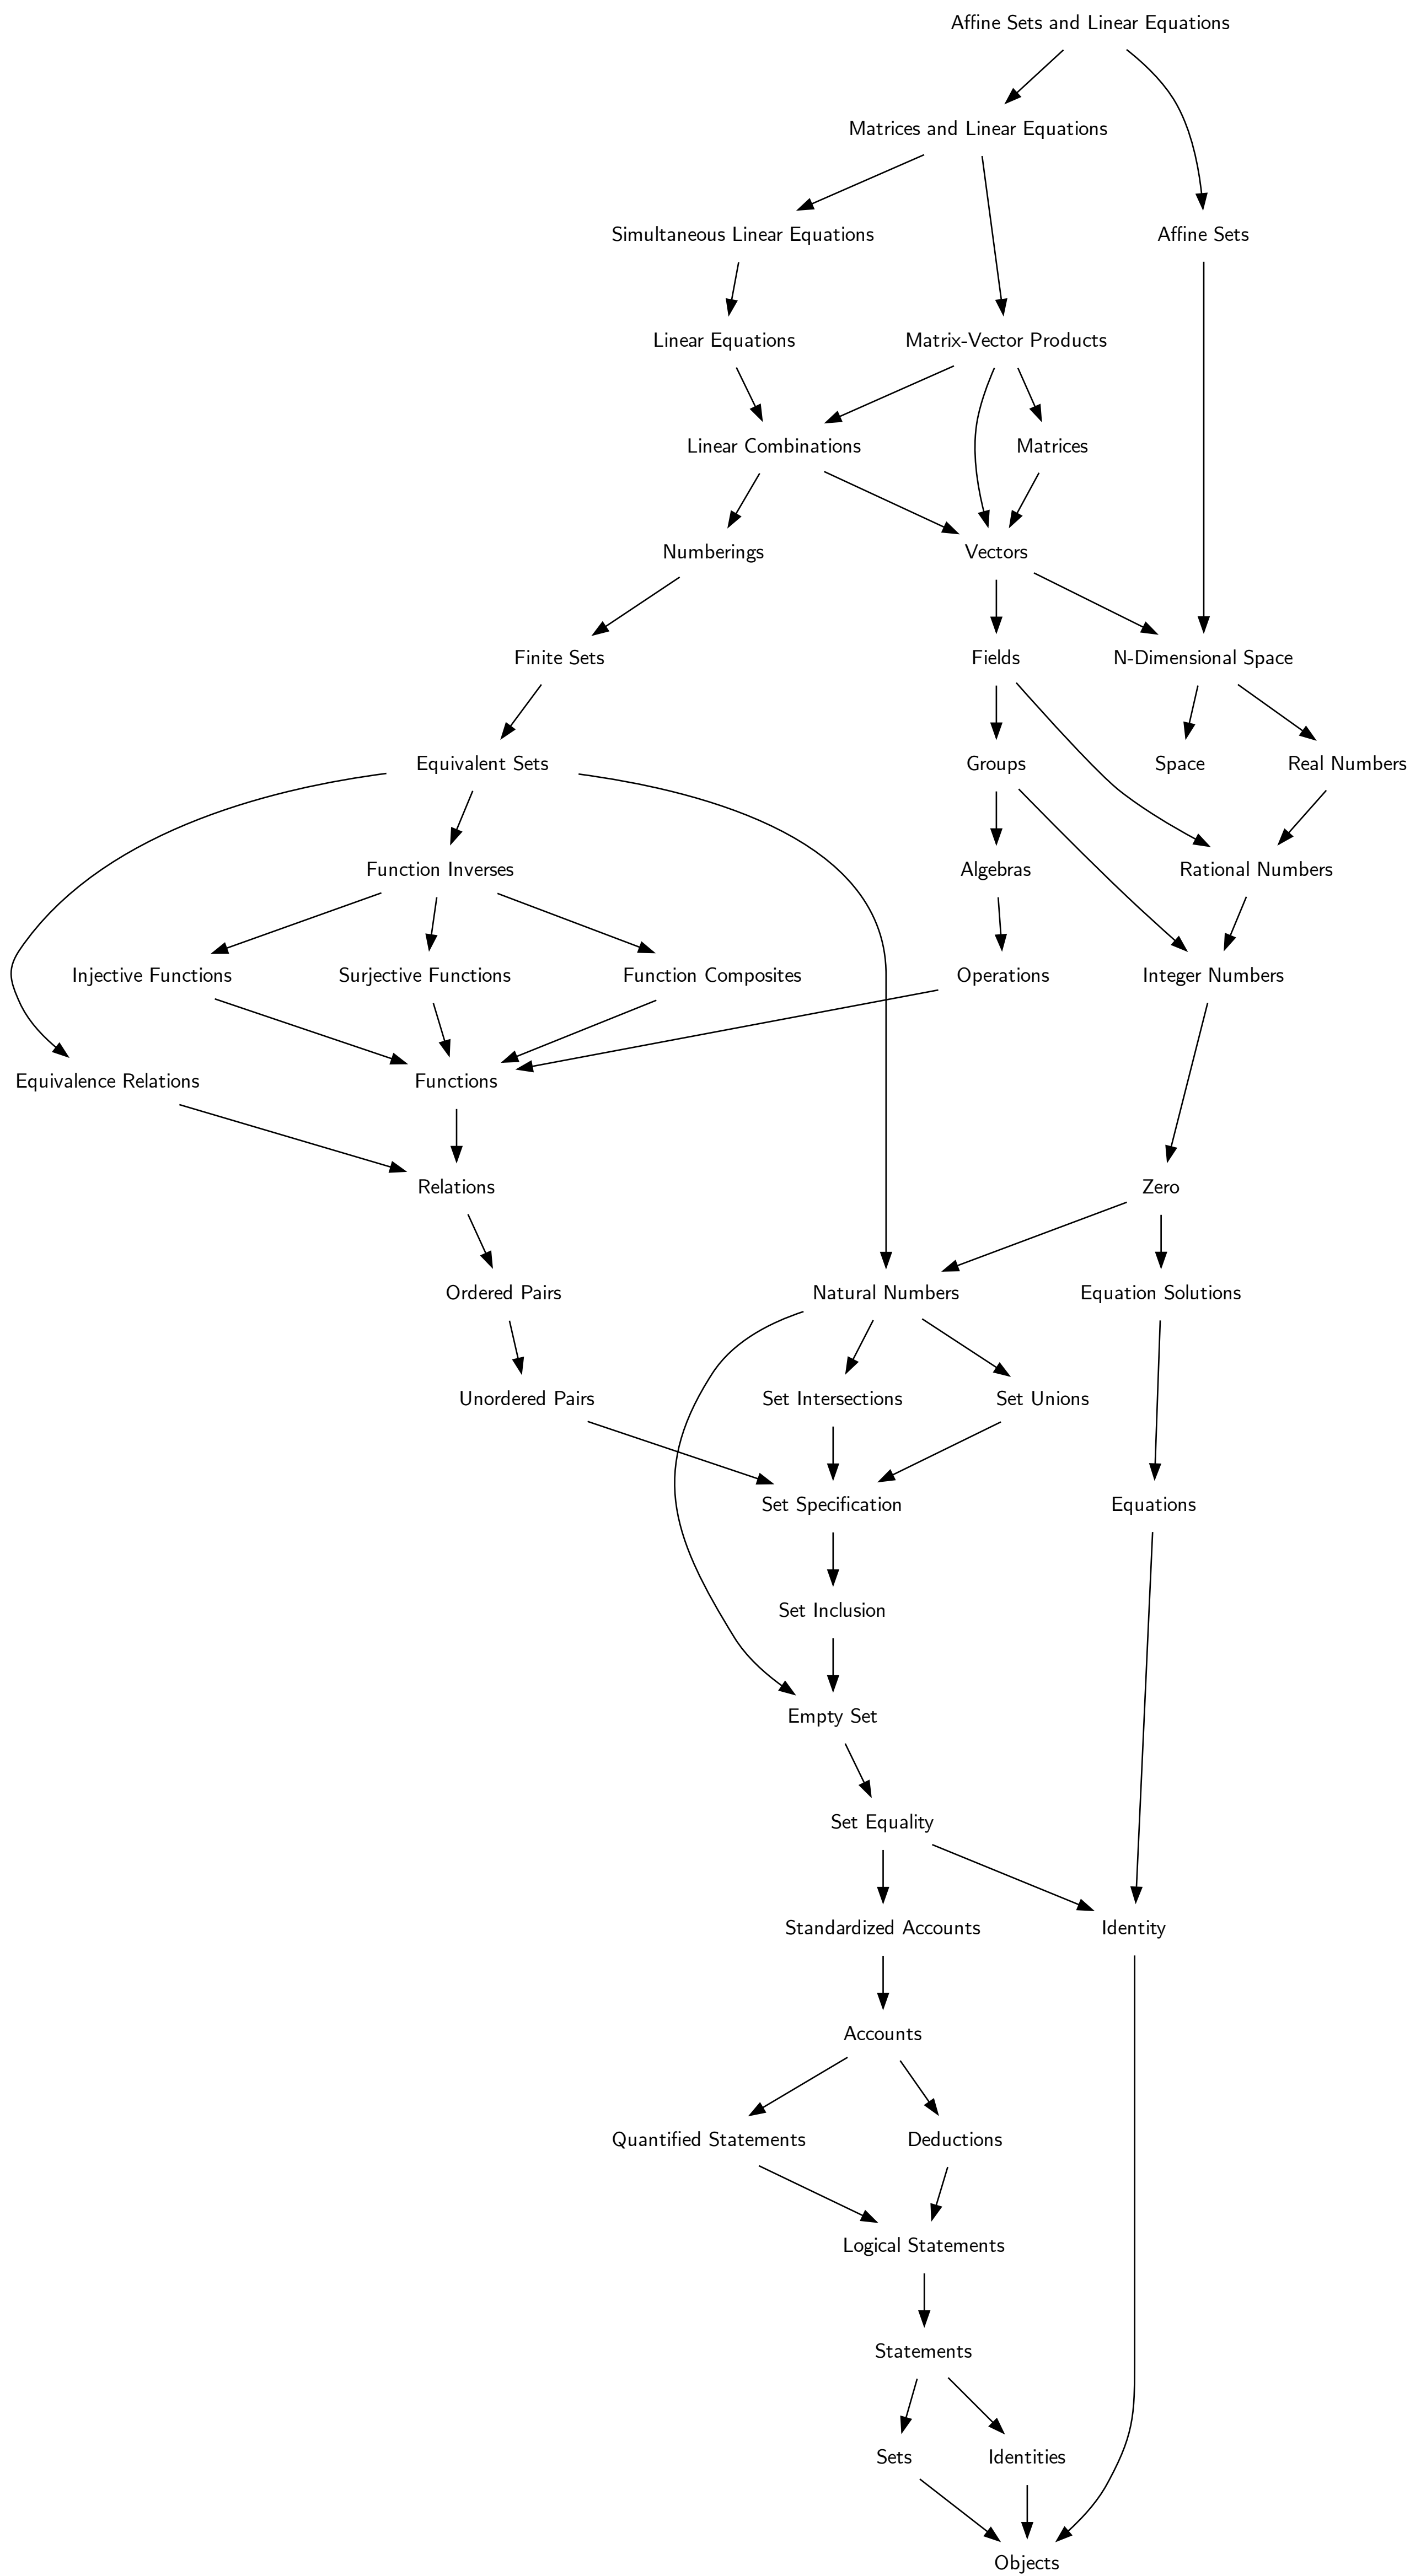 Affine Sets and Linear Equations
Matrices and Linear Equations
Simultaneous Linear Equations
Affine Sets
Linear Equations
Matrix-Vector Products
Linear Combinations
Matrices
Numberings
Vectors
Finite Sets
Fields
N-Dimensional Space
Equivalent Sets
Groups
Space
Real Numbers
Function Inverses
Algebras
Rational Numbers
Injective Functions
Surjective Functions
Function Composites
Operations
Integer Numbers
Equivalence Relations
Functions
Relations
Zero
Ordered Pairs
Natural Numbers
Equation Solutions
Unordered Pairs
Set Intersections
Set Unions
Set Specification
Equations
Set Inclusion
Empty Set
Set Equality
Standardized Accounts
Identity
Accounts
Quantified Statements
Deductions
Logical Statements
Statements
Sets
Identities
Objects